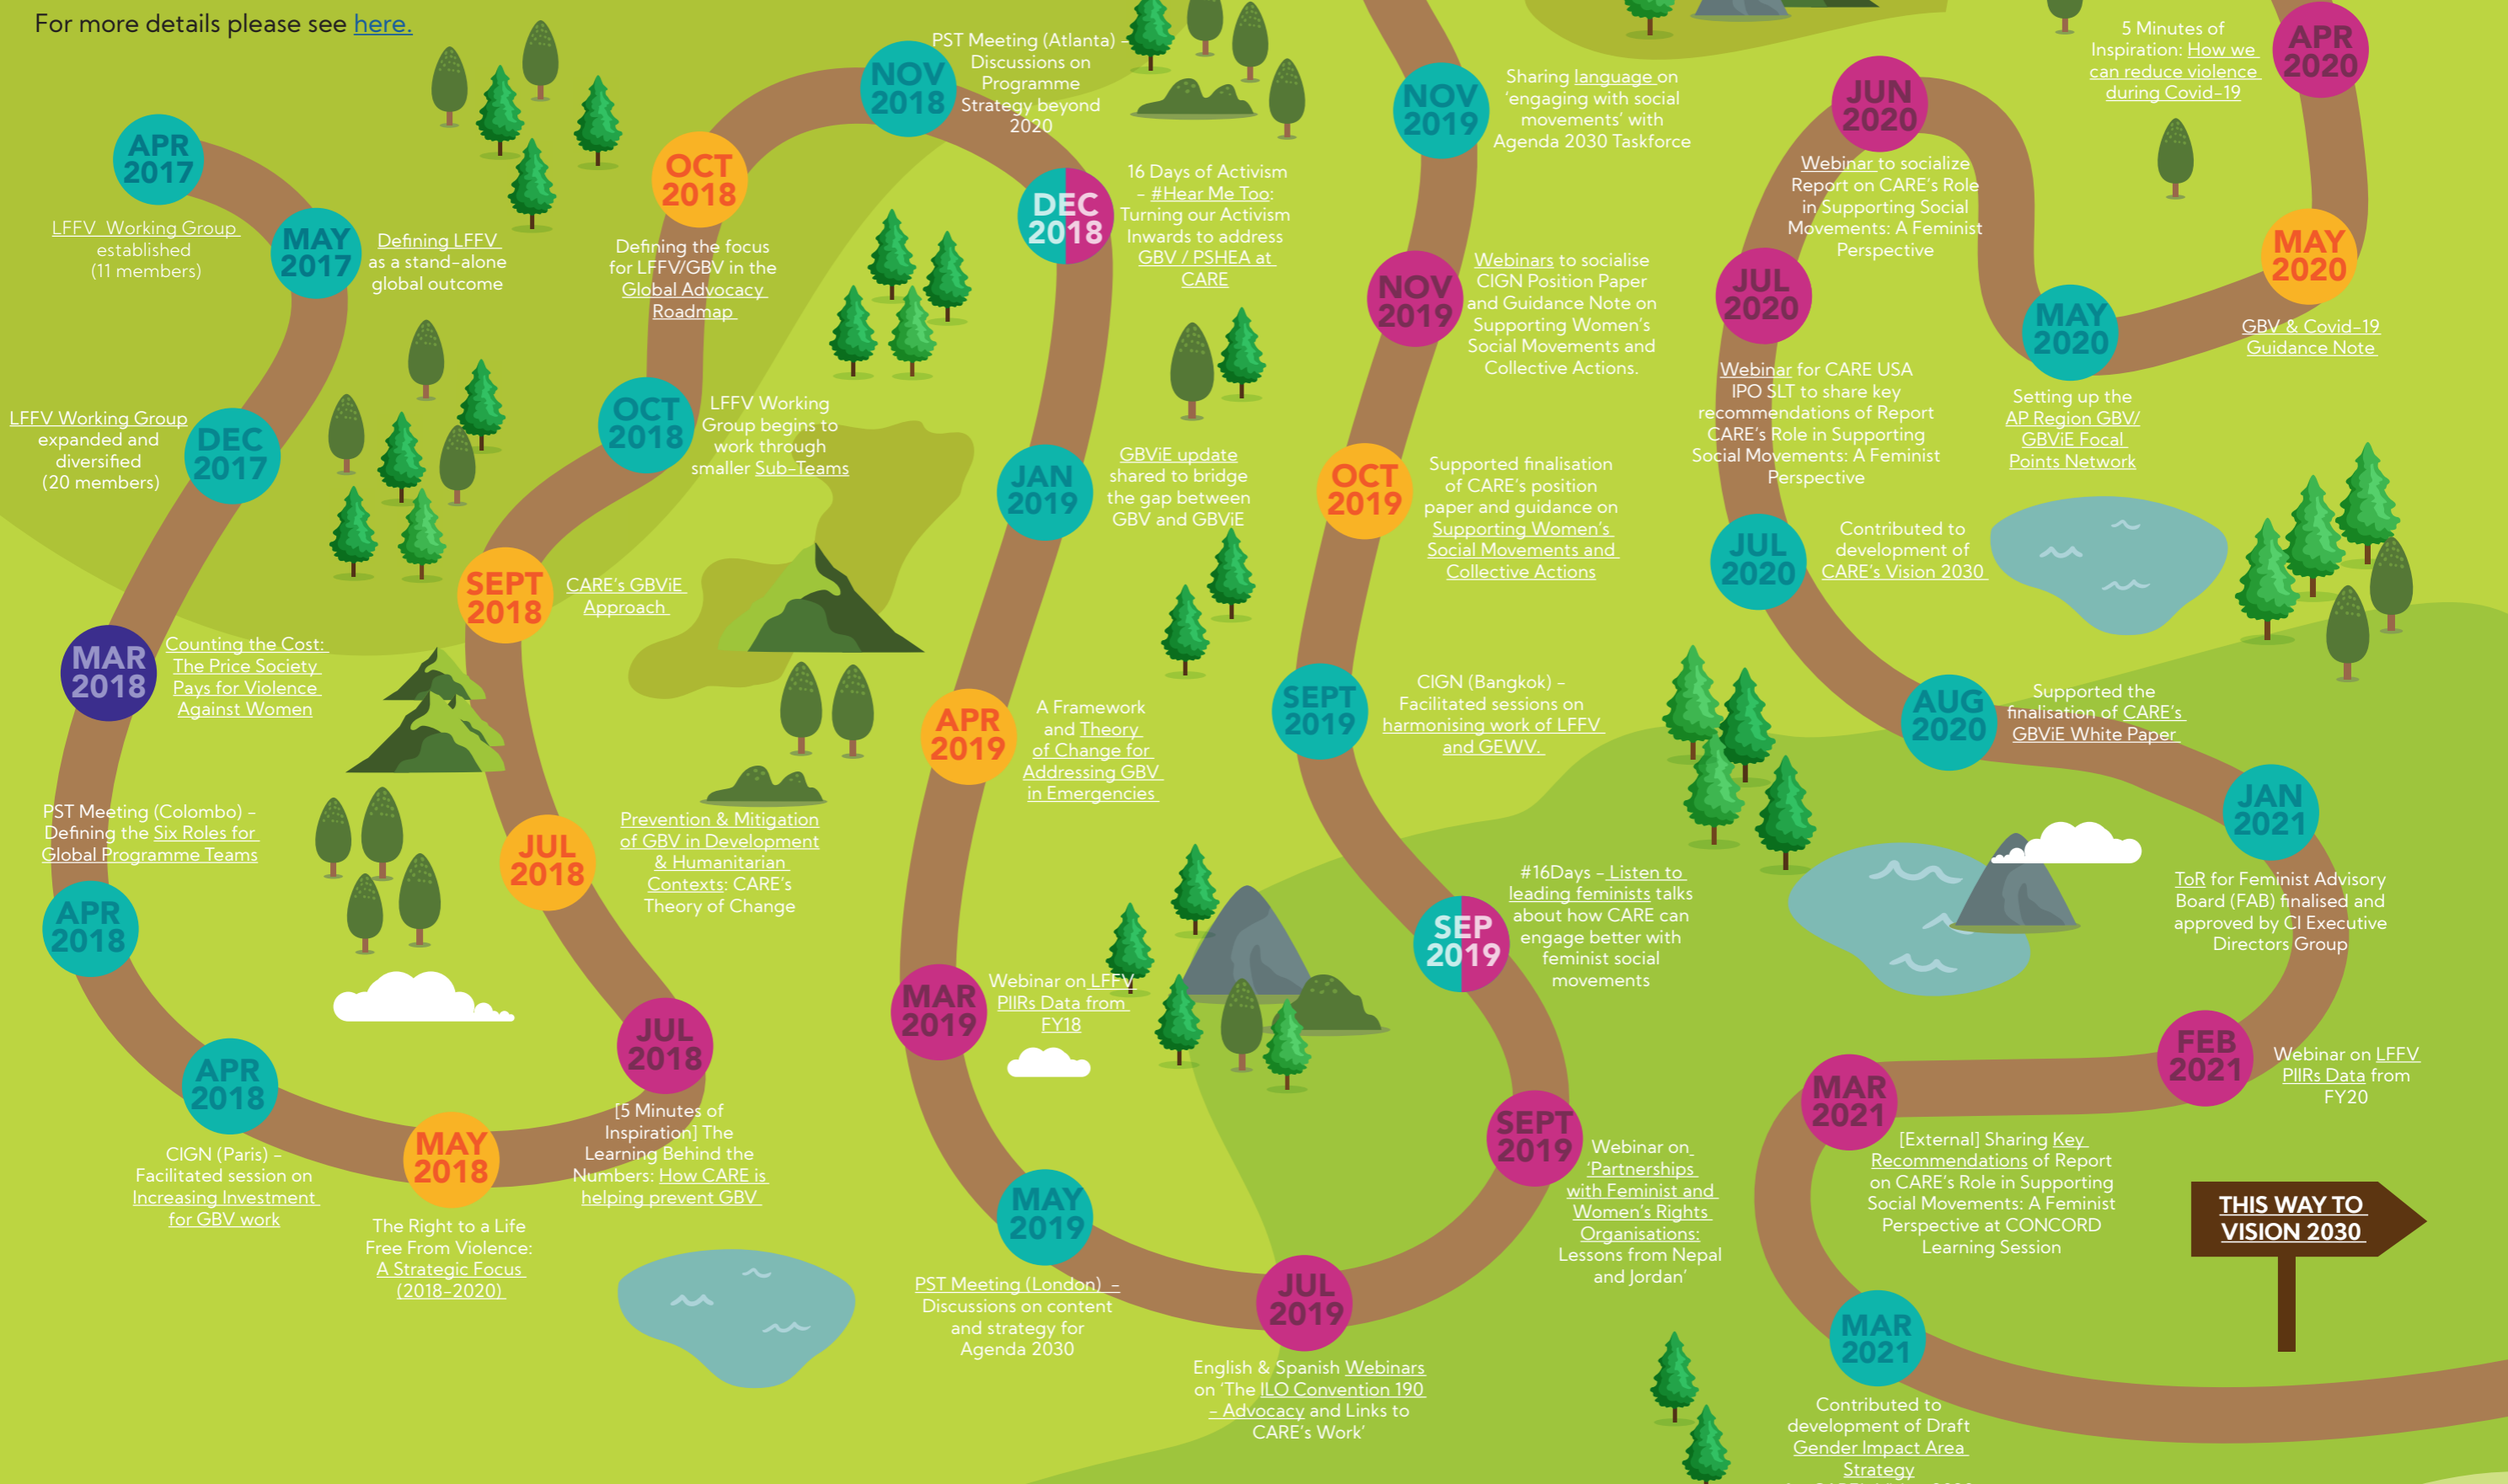 For more details please see here.
APR
2017
LFFV Working Group
established
(11 members)
MAY
2017
Defining LFFV
as a stand-alone
global outcome
DEC
2017
LFFV Working Group
expanded and
diversified
(20 members)
MAR
2018
Counting the Cost:
The Price Society
Pays for Violence
Against Women
PST Meeting (Colombo) –
Defining the Six Roles for
Global Programme Teams
APR
2018
APR
2018
CIGN (Paris) –
Facilitated session on
Increasing Investment
for GBV work
MAY
2018
The Right to a Life
Free From Violence:
A Strategic Focus
(2018–2020)
JUL
2018
[5 Minutes of
Inspiration] The
Learning Behind the
Numbers: How CARE is
helping prevent GBV
JUL
2018
Prevention & Mitigation
of GBV in Development
& Humanitarian
Contexts: CARE's
Theory of Change
SEPT
2018
CARE's GBViE
Approach
OCT
2018
LFFV Working
Group begins to
work through
smaller Sub-Teams
OCT
2018
Defining the focus
for LFFV/GBV in the
Global Advocacy
Roadmap
NOV
2018
PST Meeting (Atlanta) –
Discussions on
Programme
Strategy beyond
2020
DEC
2018
16 Days of Activism
– #Hear Me Too:
Turning our Activism
Inwards to address
GBV / PSHEA at
CARE
JAN
2019
GBViE update
shared to bridge
the gap between
GBV and GBViE
APR
2019
A Framework
and Theory
of Change for
Addressing GBV
in Emergencies
MAR
2019
Webinar on LFFV
PIIRs Data from
FY18
MAY
2019
PST Meeting (London) –
Discussions on content
and strategy for
Agenda 2030
JUL
2019
English & Spanish Webinars
on 'The ILO Convention 190
– Advocacy and Links to
CARE's Work'
SEPT
2019
Webinar on
'Partnerships
with Feminist and
Women's Rights
Organisations:
Lessons from Nepal
and Jordan'
SEP
2019
#16Days – Listen to
leading feminists talks
about how CARE can
engage better with
feminist social
movements
SEPT
2019
CIGN (Bangkok) –
Facilitated sessions on
harmonising work of LFFV
and GEWV.
OCT
2019
Supported finalisation
of CARE's position
paper and guidance on
Supporting Women's
Social Movements and
Collective Actions
NOV
2019
Webinars to socialise
CIGN Position Paper
and Guidance Note on
Supporting Women's
Social Movements and
Collective Actions.
NOV
2019
Sharing language on
'engaging with social
movements' with
Agenda 2030 Taskforce
APR
2020
5 Minutes of
Inspiration: How we
can reduce violence
during Covid-19
MAY
2020
GBV & Covid-19
Guidance Note
MAY
2020
Setting up the
AP Region GBV/
GBViE Focal
Points Network
JUN
2020
Webinar to socialize
Report on CARE's Role
in Supporting Social
Movements: A Feminist
Perspective
JUL
2020
Webinar for CARE USA
IPO SLT to share key
recommendations of Report
CARE's Role in Supporting
Social Movements: A Feminist
Perspective
JUL
2020
Contributed to
development of
CARE's Vision 2030
AUG
2020
Supported the
finalisation of CARE's
GBViE White Paper
JAN
2021
ToR for Feminist Advisory
Board (FAB) finalised and
approved by CI Executive
Directors Group
FEB
2021
Webinar on LFFV
PIIRs Data from
FY20
MAR
2021
[External] Sharing Key
Recommendations of Report
on CARE's Role in Supporting
Social Movements: A Feminist
Perspective at CONCORD
Learning Session
MAR
2021
Contributed to
development of Draft
Gender Impact Area
Strategy
THIS WAY TO
VISION 2030